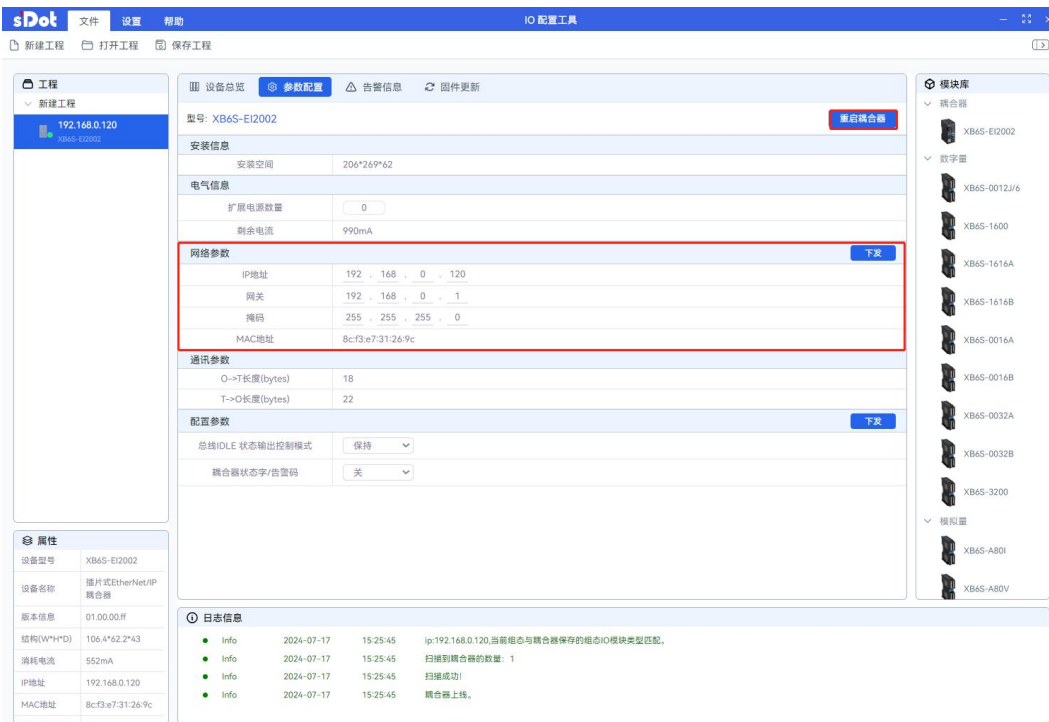 sDot 文件 设置 帮助 IO 配置工具
新建工程 打开工程 保存工程
工程
新建工程
192.168.0.120
XB6S-EI2002
设备总览 参数配置 告警信息 固件更新
型号: XB6S-EI2002 重启耦合器
安装信息
安装空间 206*269*62
电气信息
扩展电源数量 0
剩余电流 990mA
网络参数 下发
IP地址 192 . 168 . 0 . 120
网关 192 . 168 . 0 . 1
掩码 255 . 255 . 255 . 0
MAC地址 8c:f3:e7:31:26:9c
通讯参数
O->T长度(bytes) 18
T->O长度(bytes) 22
配置参数 下发
总线IDLE 状态输出控制模式 保持
耦合器状态字/告警码 关
模块库
耦合器
XB6S-EI2002
数字量
XB6S-0012J/6
XB6S-1600
XB6S-1616A
XB6S-1616B
XB6S-0016A
XB6S-0016B
XB6S-0032A
XB6S-0032B
XB6S-3200
模拟量
XB6S-A80I
XB6S-A80V
属性
设备型号 XB6S-EI2002
设备名称 插片式EtherNet/IP
耦合器
版本信息 01.00.00.ff
结构(W*H*D) 106.4*62.2*43
消耗电流 552mA
IP地址 192.168.0.120
MAC地址 8c:f3:e7:31:26:9c
日志信息
Info 2024-07-17 15:25:45 ip:192.168.0.120,当前组态与耦合器保存的组态IO模块类型匹配。
Info 2024-07-17 15:25:45 扫描到耦合器的数量: 1
Info 2024-07-17 15:25:45 扫描成功!
Info 2024-07-17 15:25:45 耦合器上线。